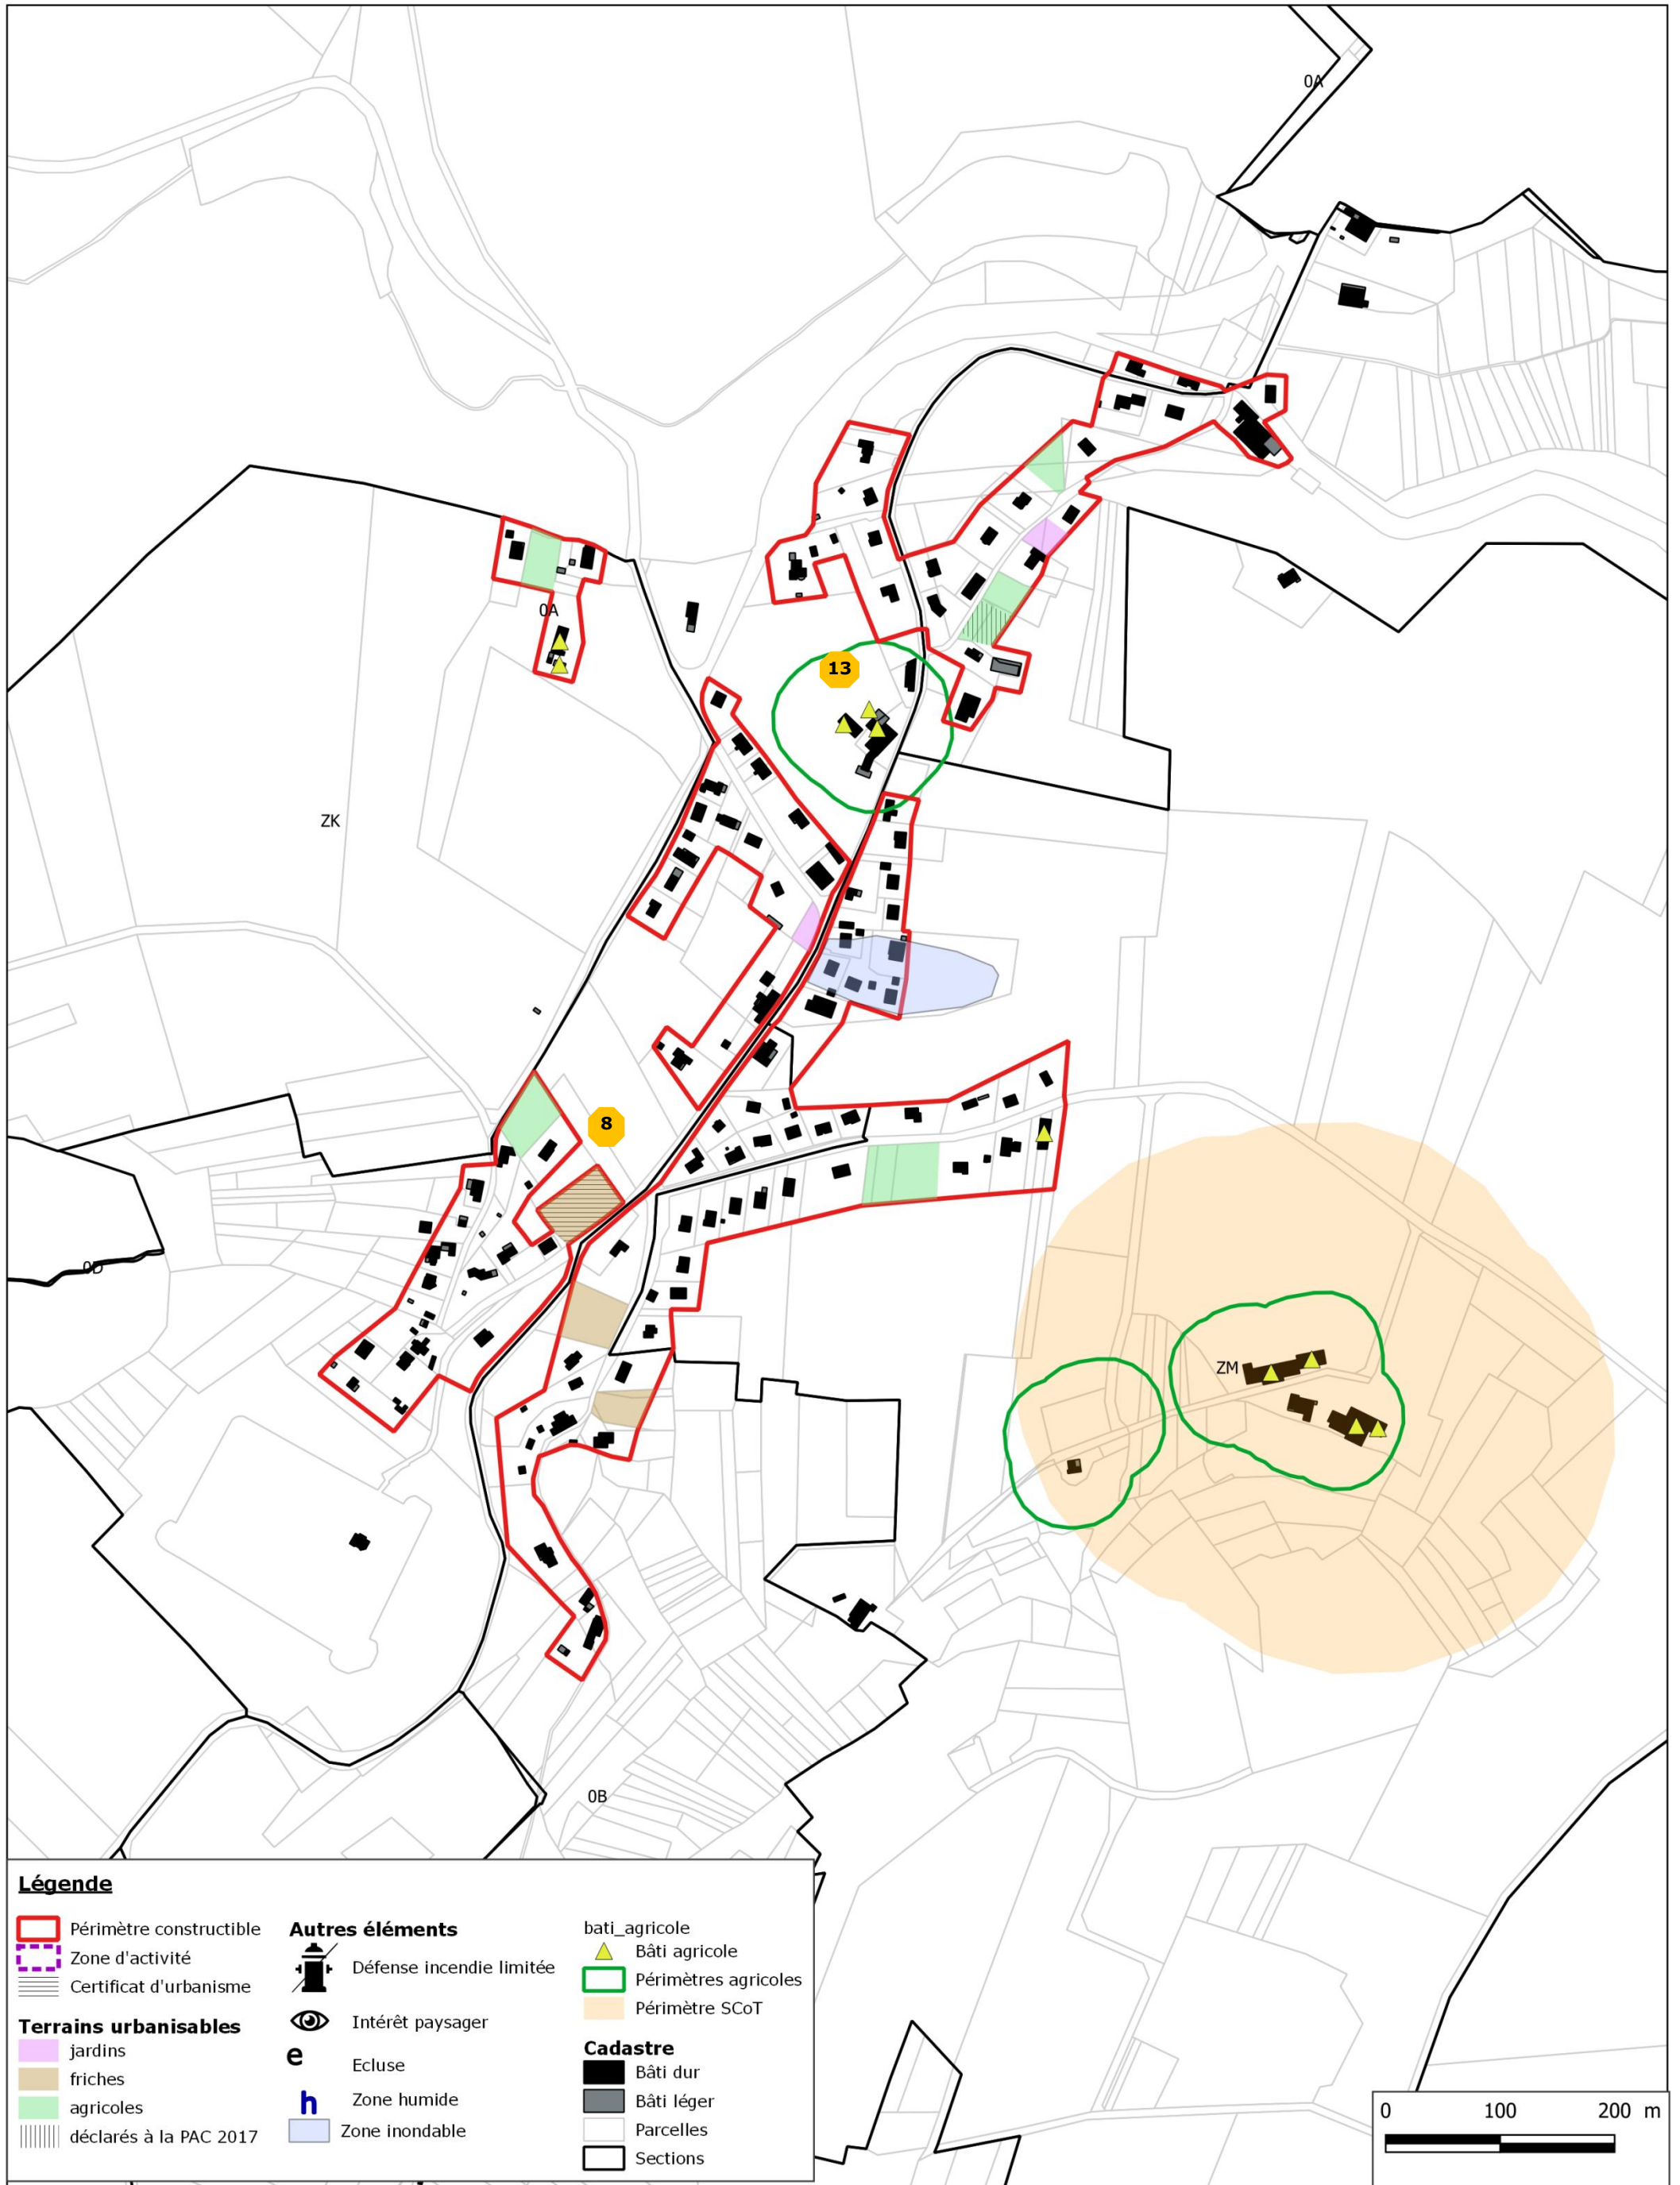 0A
0A
13
ZK
8
0D
ZM
0B
Légende
Périmètre constructible
Zone d'activité
Certificat d'urbanisme
Terrains urbanisables
jardins
friches
agricoles
déclarés à la PAC 2017
Autres éléments
Défense incendie limitée
Intérêt paysager
e Ecluse
h Zone humide
Zone inondable
bati_agricole
Bâti agricole
Périmètres agricoles
Périmètre SCoT
Cadastre
Bâti dur
Bâti léger
Parcelles
Sections
0 100 200 m